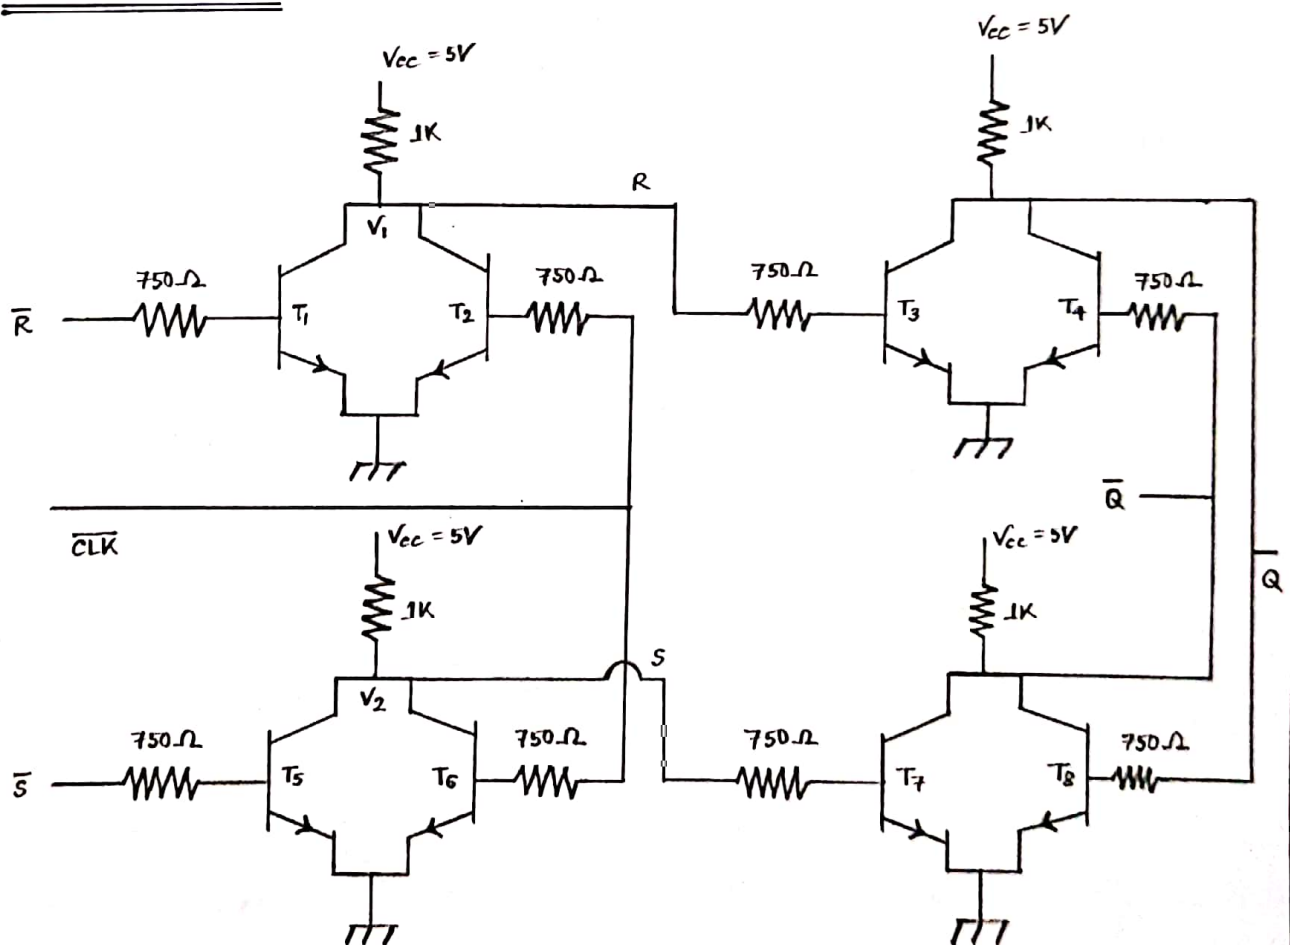 Vcc = 5V
Vcc = 5V
1K
1K
R
V1
750Ω
750Ω
750Ω
750Ω
R̅
T1
T2
T3
T4
Q̅
C̅L̅K̅
Vcc = 5V
Vcc = 5V
Q
1K
1K
S
V2
750Ω
750Ω
750Ω
750Ω
S̅
T5
T6
T7
T8